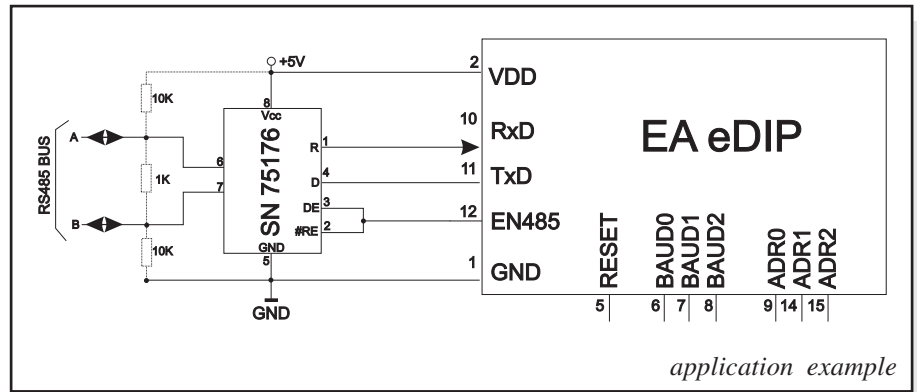 +5V
10K
A
1K
B
10K
RS485 BUS
8
Vcc
6
7
SN 75176
R 1
D 4
DE 3
#RE 2
GND
5
GND
2 VDD
10 RxD
11 TxD
12 EN485
1 GND
EA eDIP
RESET
BAUD0
BAUD1
BAUD2
ADR0
ADR1
ADR2
5 6 7 8 9 14 15
application example